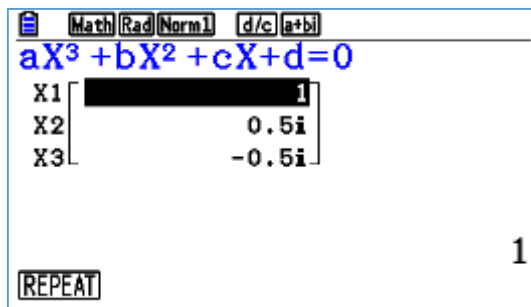 Math Rad Norm1 d/c a+bi
aX³+bX²+cX+d=0
X1 1
X2 0.5i
X3 -0.5i
1
REPEAT